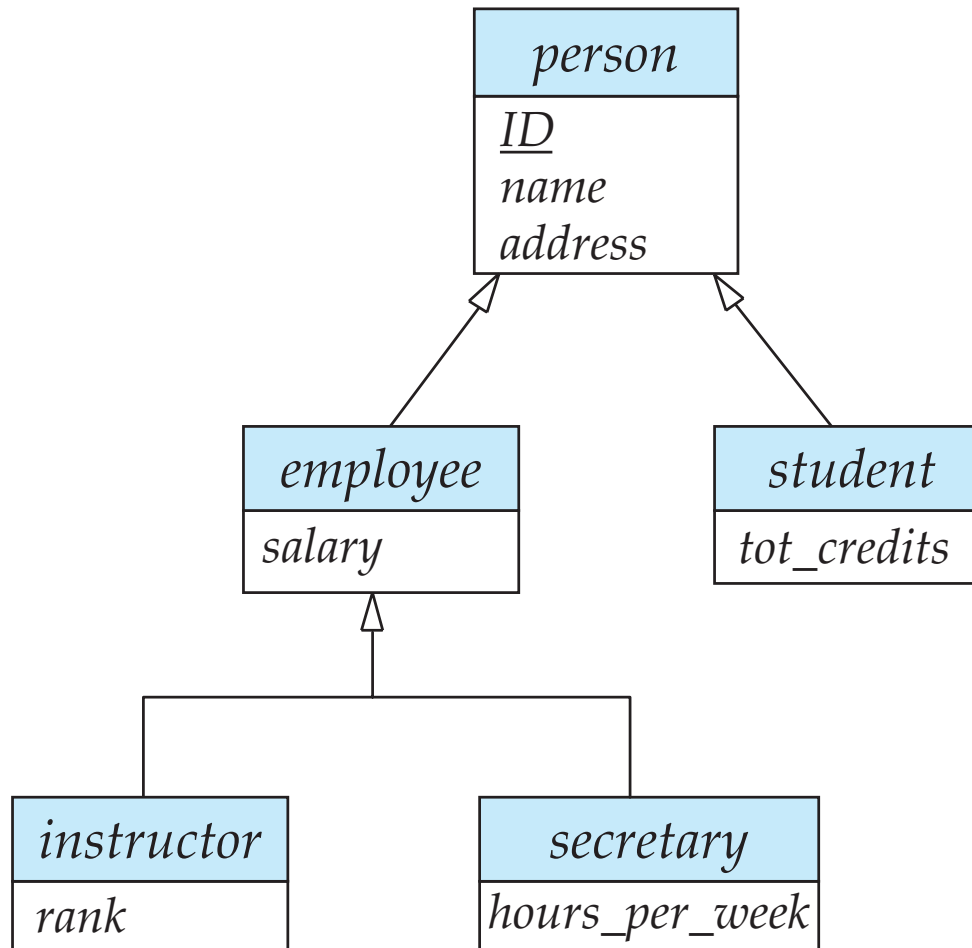 person
ID
name
address
employee
salary
student
tot_credits
instructor
rank
secretary
hours_per_week